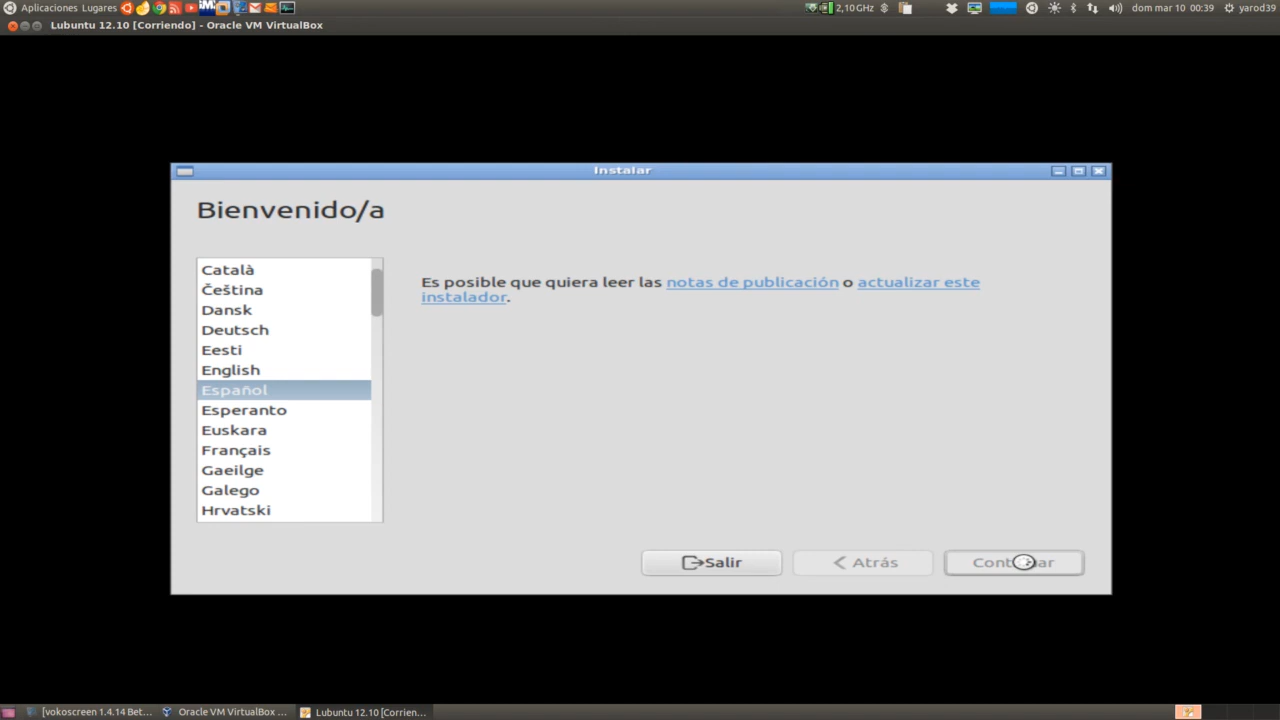 Aplicaciones Lugares
2,10GHz
dom mar 10 00:39
yarod39
Lubuntu 12.10 [Corriendo] - Oracle VM VirtualBox
Instalar
Bienvenido/a
Català
Čeština
Dansk
Deutsch
Eesti
English
Español
Esperanto
Euskara
Français
Gaeilge
Galego
Hrvatski
Es posible que quiera leer las notas de publicación o actualizar este
instalador.
Salir
Atrás
[vokoscreen 1.4.14 Bet...
Oracle VM VirtualBox ...
Lubuntu 12.10 [Corrien...